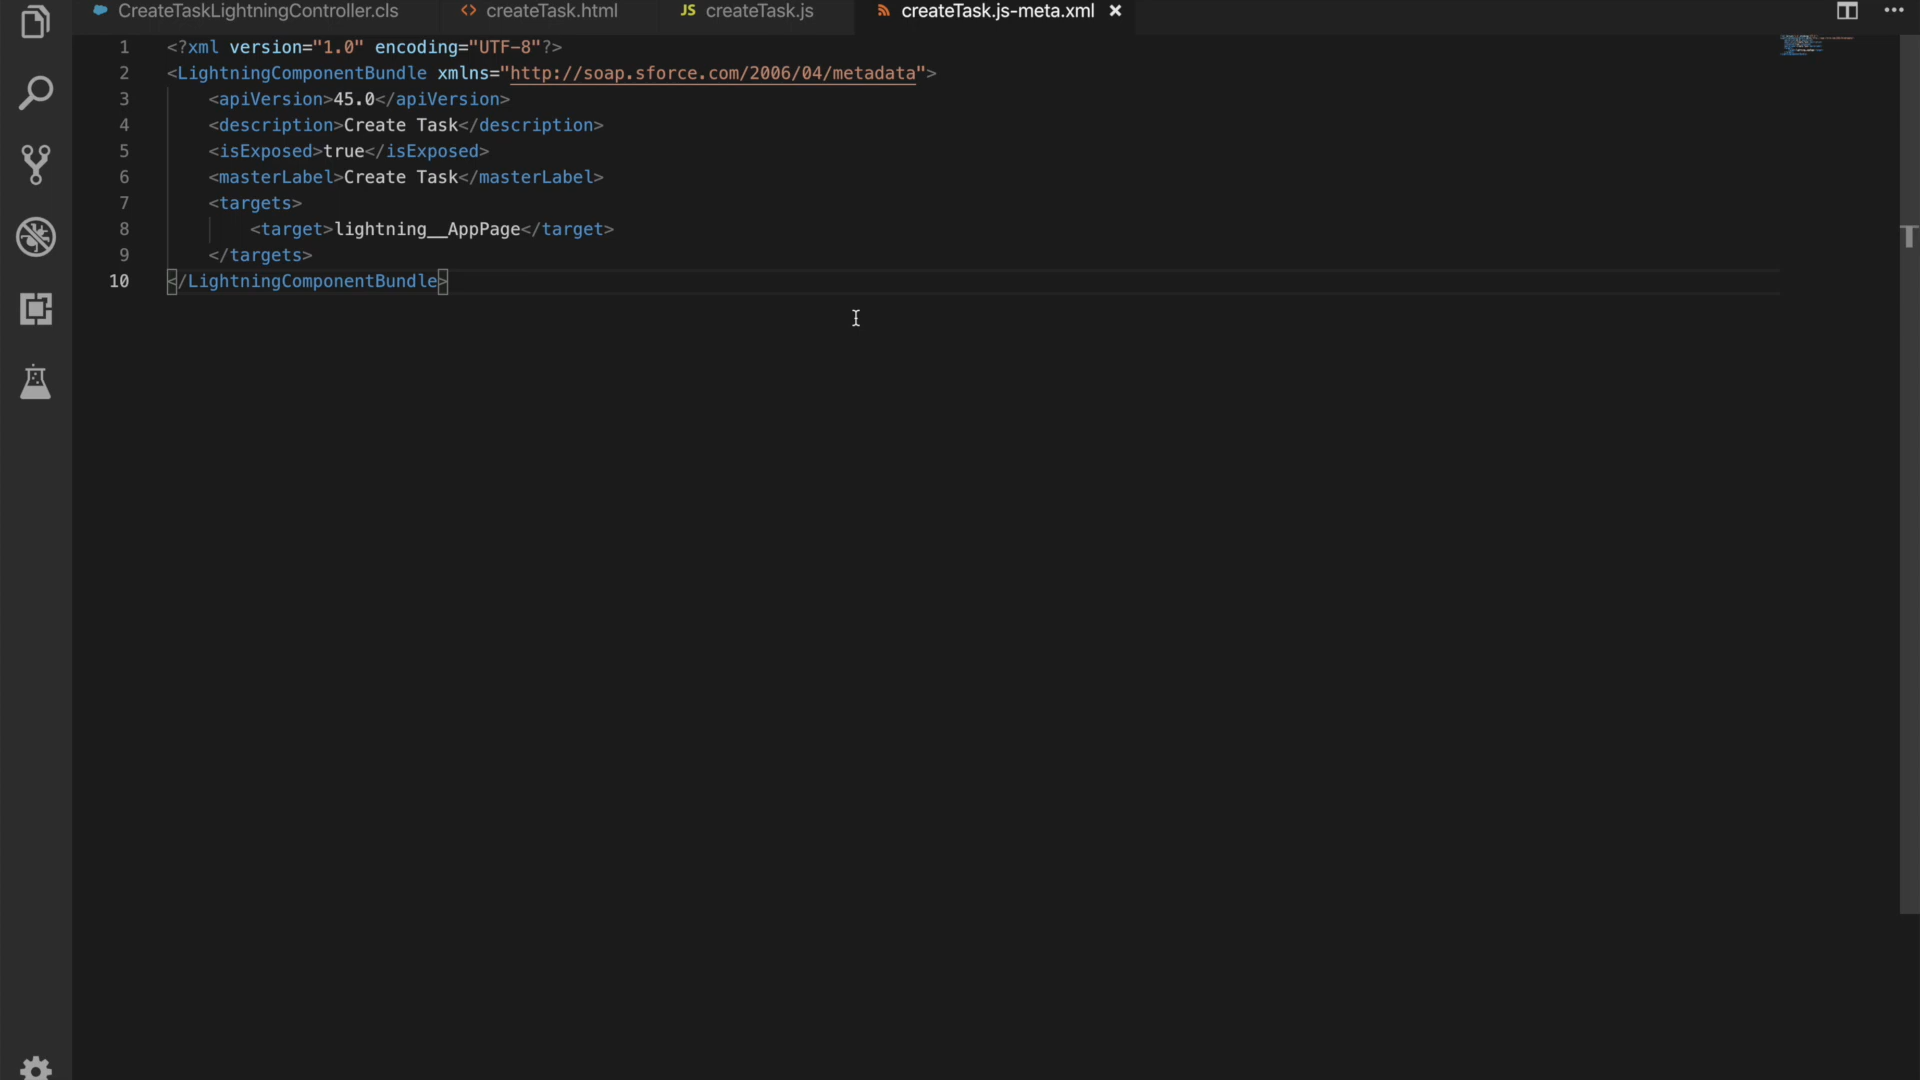 CreateTaskLightningController.cls <> createTask.html JS createTask.js createTask.js-meta.xml
1 <?xml version="1.0" encoding="UTF-8"?>
2 <LightningComponentBundle xmlns="http://soap.sforce.com/2006/04/metadata">
3 <apiVersion>45.0</apiVersion>
4 <description>Create Task</description>
5 <isExposed>true</isExposed>
6 <masterLabel>Create Task</masterLabel>
7 <targets>
8 <target>lightning__AppPage</target>
9 </targets>
10 </LightningComponentBundle>